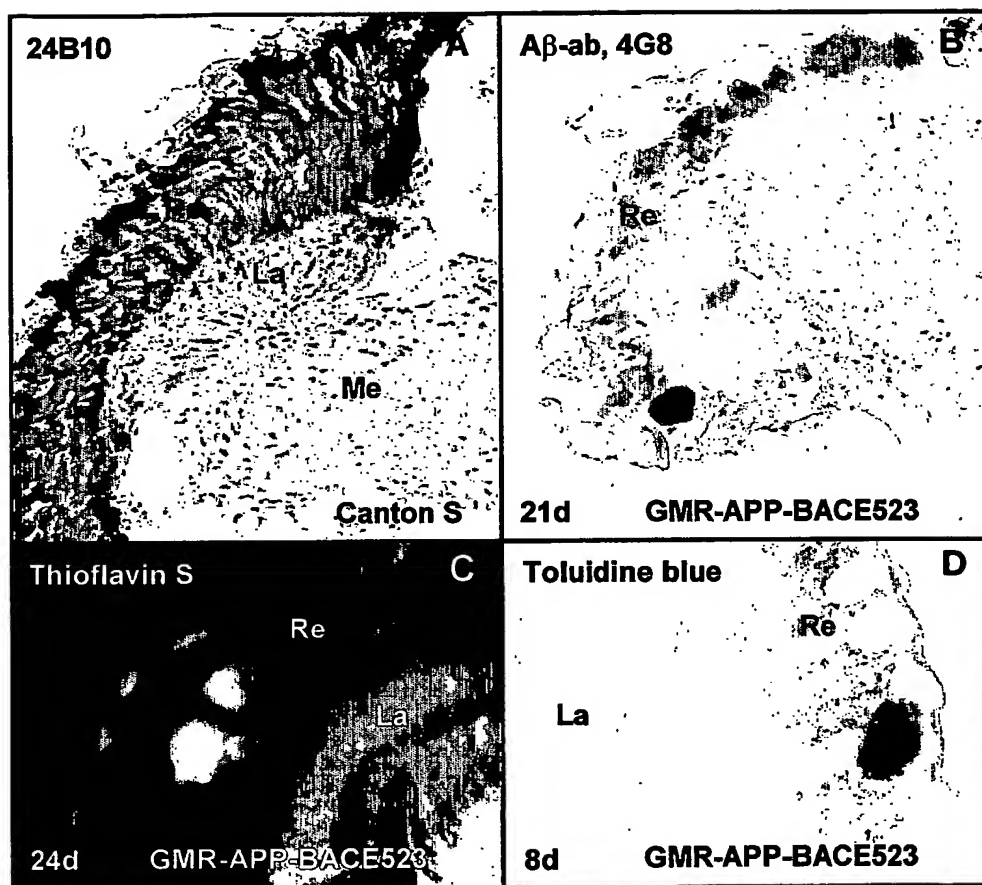 24B10
A
La
Me
Canton S
Aβ-ab, 4G8
B
Re
21d GMR-APP-BACE523
Thioflavin S
C
Re
La
24d GMR-APP-BACE523
Toluidine blue
D
Re
La
8d GMR-APP-BACE523